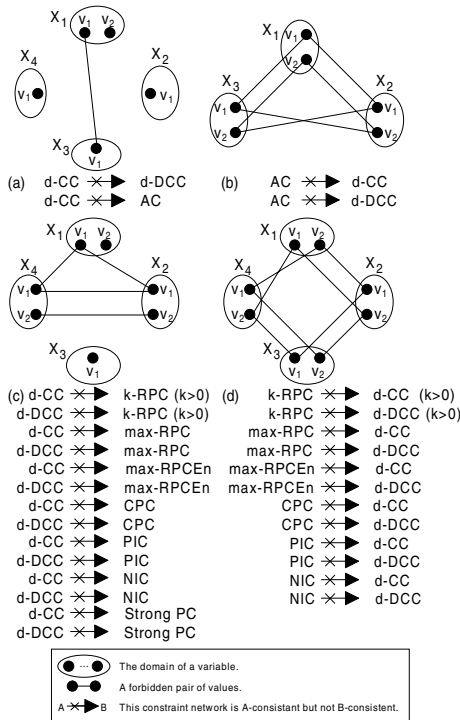 X1 v1 v2
X4 X2
v1 v1
X3
v1
(a) d-CC d-DCC
d-CC AC
X1 v1
v2
X3 X2
v1 v1
v2 v2
(b) AC d-CC
AC d-DCC
X1 v1 v2
X4 X2
v1 v1
v2 v2
X3
v1
(c) d-CC k-RPC (k>0)
d-DCC k-RPC (k>0)
d-CC max-RPC
d-DCC max-RPC
d-CC max-RPCEn
d-DCC max-RPCEn
d-CC CPC
d-DCC CPC
d-CC PIC
d-DCC PIC
d-CC NIC
d-DCC NIC
d-CC Strong PC
d-DCC Strong PC
X1 v1 v2
X4 X2
v1 v1
v2 v2
X3 v1 v2
(d) k-RPC d-CC (k>0)
k-RPC d-DCC (k>0)
max-RPC d-CC
max-RPC d-DCC
max-RPCEn d-CC
max-RPCEn d-DCC
CPC d-CC
CPC d-DCC
PIC d-CC
PIC d-DCC
NIC d-CC
NIC d-DCC
... The domain of a variable.
A forbidden pair of values.
A B This constraint network is A-consistant but not B-consistent.